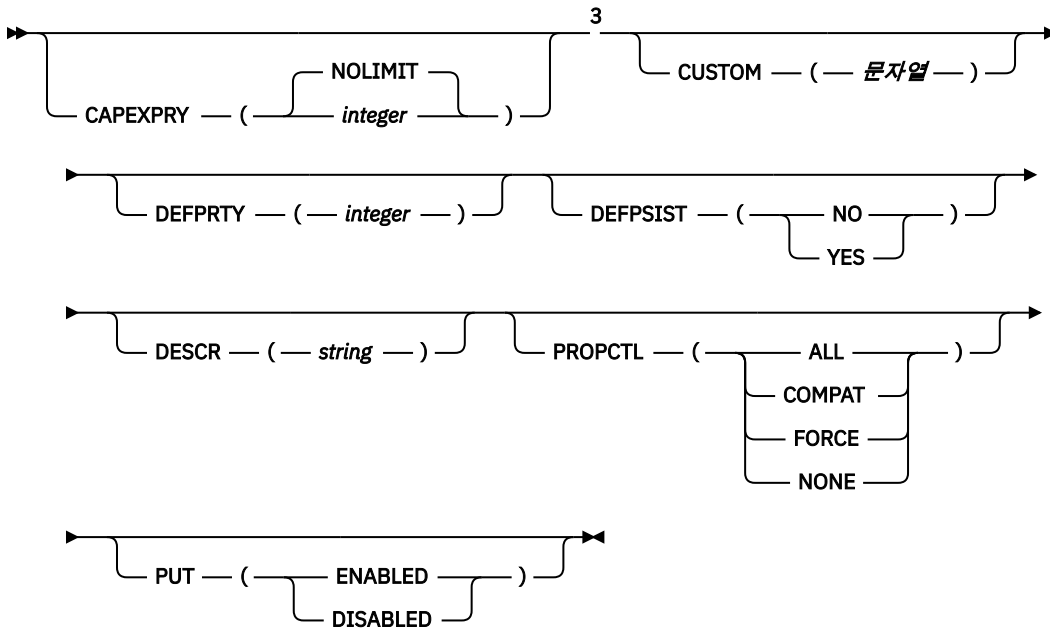 3
NOLIMIT
CAPEXPRY ( integer )
CUSTOM ( 문자열 )
DEFPRTY ( integer )
DEFPSIST ( NO )
YES
DESCR ( string )
PROPCTL ( ALL )
COMPAT
FORCE
NONE
PUT ( ENABLED )
DISABLED